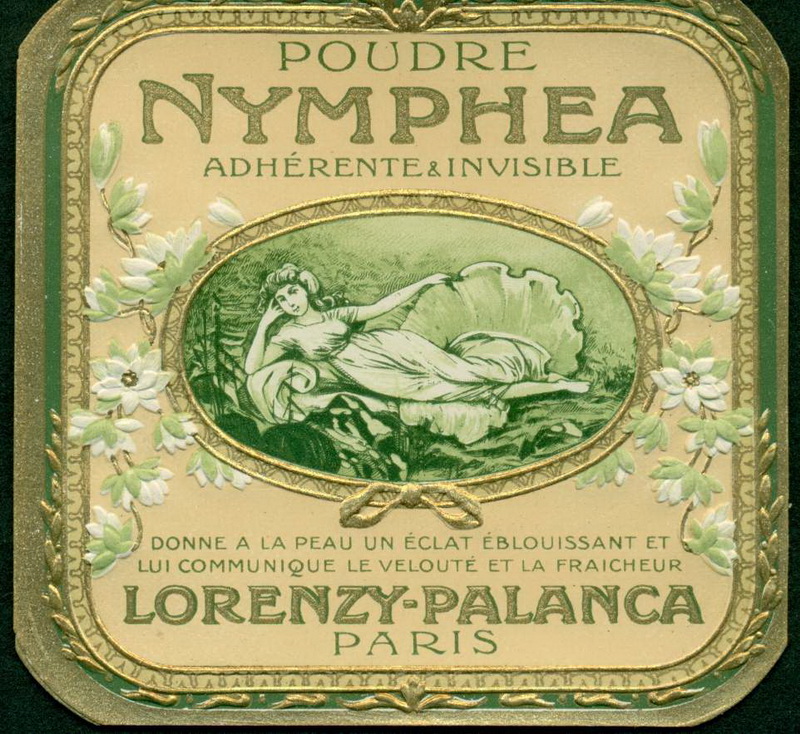 POUDRE
NYMPHEA
ADHÉRENTE & INVISIBLE
DONNE A LA PEAU UN ÉCLAT ÉBLOUISSANT ET
LUI COMMUNIQUE LE VELOUTÉ ET LA FRAICHEUR
LORENZY-PALANCA
PARIS